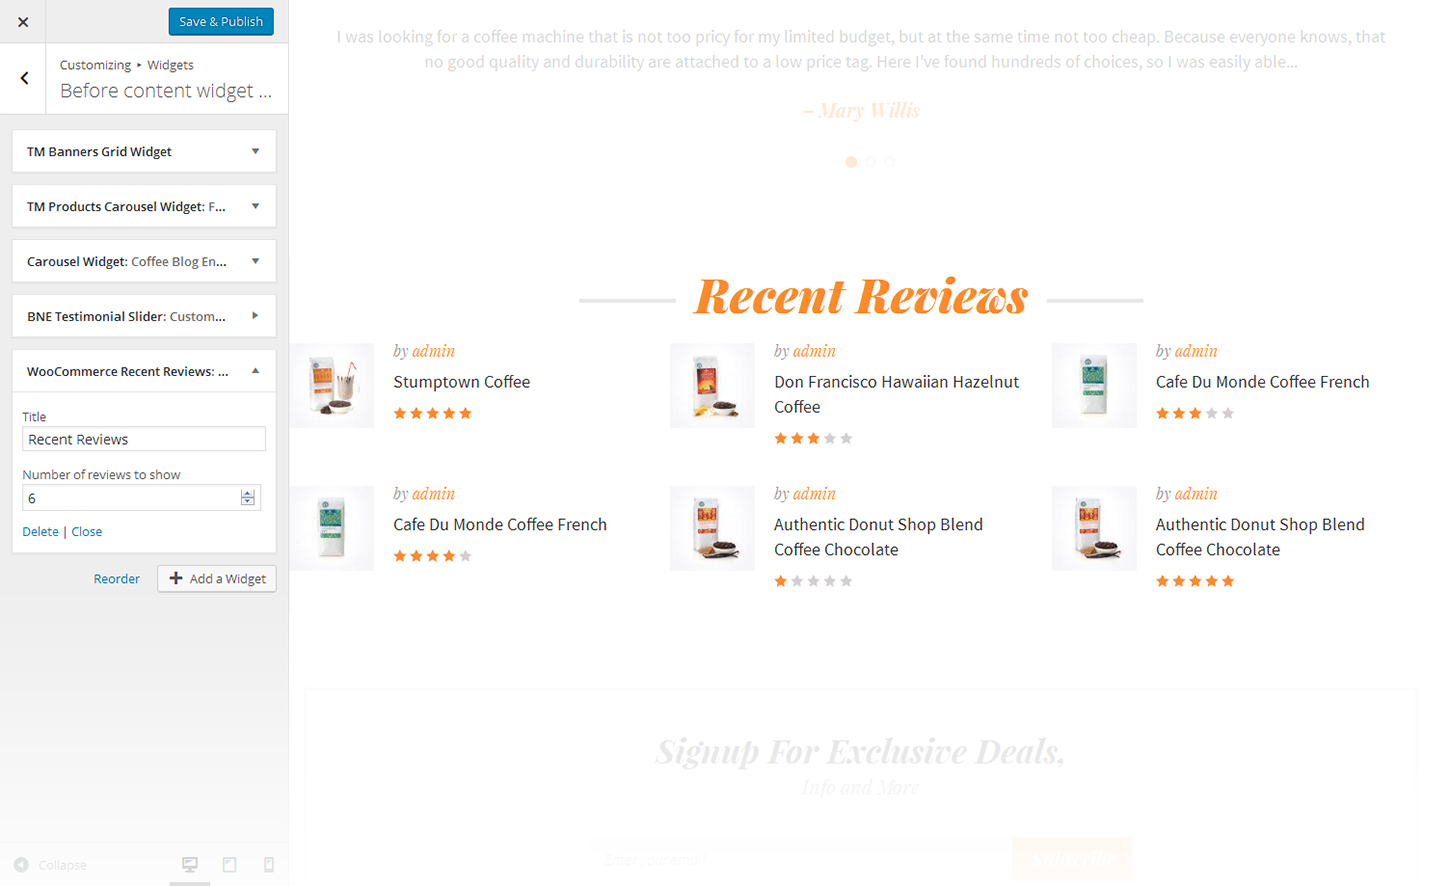 Save & Publish
Customizing ▸ Widgets
Before content widget ...
TM Banners Grid Widget
TM Products Carousel Widget: F...
Carousel Widget: Coffee Blog En...
BNE Testimonial Slider: Custom...
WooCommerce Recent Reviews: ...
Title
Recent Reviews
Number of reviews to show
6
Delete | Close
Reorder
Add a Widget
Collapse
I was looking for a coffee machine that is not too pricy for my limited budget, but at the same time not too cheap. Because everyone knows, that
no good quality and durability are attached to a low price tag. Here I've found hundreds of choices, so I was easily able...
– Mary Willis
Recent Reviews
by admin
Stumptown Coffee
by admin
Don Francisco Hawaiian Hazelnut
Coffee
by admin
Cafe Du Monde Coffee French
by admin
Cafe Du Monde Coffee French
by admin
Authentic Donut Shop Blend
Coffee Chocolate
by admin
Authentic Donut Shop Blend
Coffee Chocolate
Signup For Exclusive Deals,
Info and More
Enter your email
Subscribe